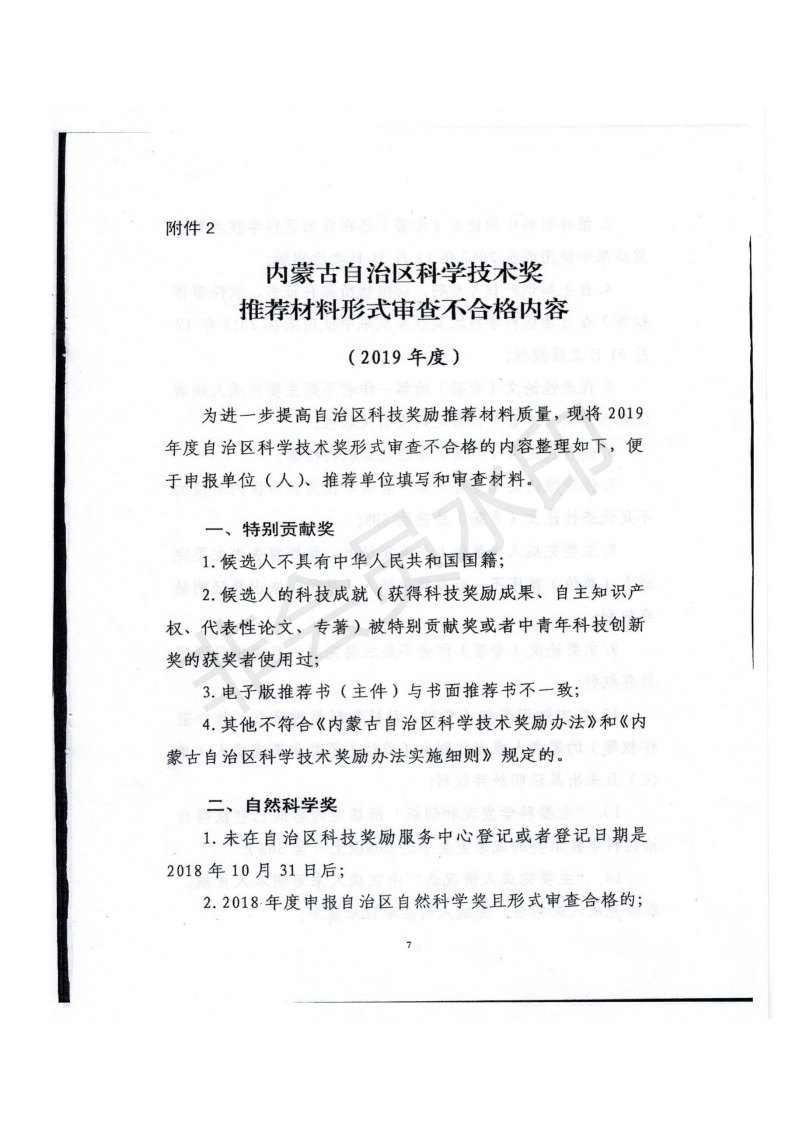 附件2
内蒙古自治区科学技术奖
推荐材料形式审查不合格内容
（2019年度）
为进一步提高自治区科技奖励推荐材料质量，现将2019
年度自治区科学技术奖形式审查不合格的内容整理如下，便
于申报单位（人）、推荐单位填写和审查材料。
一、特别贡献奖
1.候选人不具有中华人民共和国国籍；
2.候选人的科技成就（获得科技奖励成果、自主知识产
权、代表性论文、专著）被特别贡献奖或者中青年科技创新
奖的获奖者使用过；
3.电子版推荐书（主件）与书面推荐书不一致；
4.其他不符合《内蒙古自治区科学技术奖励办法》和《内
蒙古自治区科学技术奖励办法实施细则》规定的。
二、自然科学奖
1.未在自治区科技奖励服务中心登记或者登记日期是
2018年10月31日后；
2.2018年度申报自治区自然科学奖且形式审查合格的；
7
非会员水印